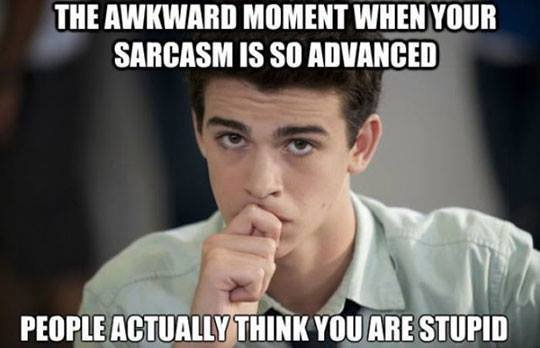 THE AWKWARD MOMENT WHEN YOUR
SARCASM IS SO ADVANCED
PEOPLE ACTUALLY THINK YOU ARE STUPID